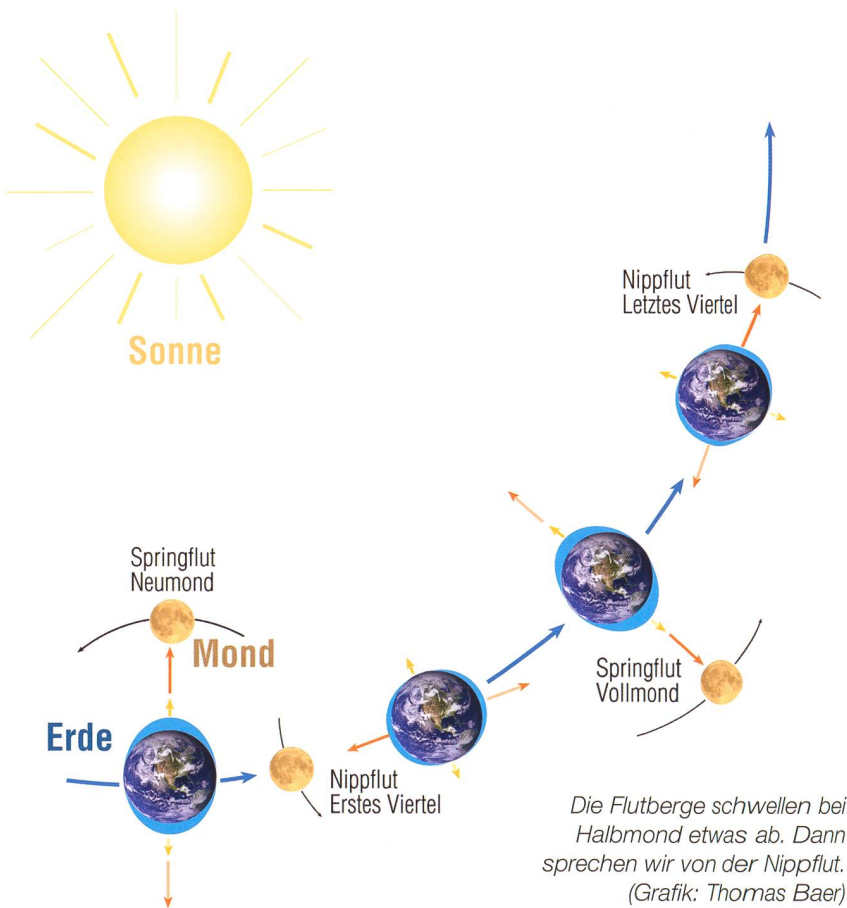 Sonne
Nippflut
Letztes Viertel
Springflut
Neumond
Mond
Erde
Springflut
Vollmond
Nippflut
Erstes Viertel
Die Flutberge schwellen bei
Halbmond etwas ab. Dann
sprechen wir von der Nippflut.
(Grafik: Thomas Baer)